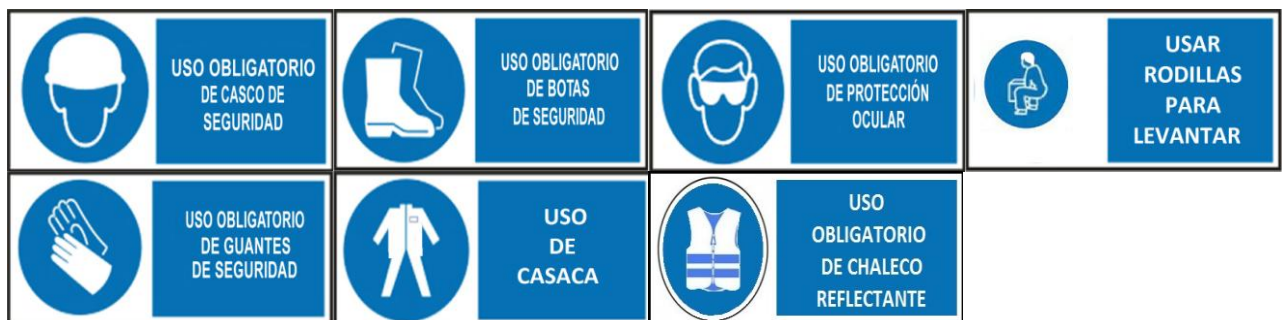 USO OBLIGATORIO
DE CASCO DE
SEGURIDAD
USO OBLIGATORIO
DE BOTAS
DE SEGURIDAD
USO OBLIGATORIO
DE PROTECCIÓN
OCULAR
USAR
RODILLAS
PARA
LEVANTAR
USO OBLIGATORIO
DE GUANTES
DE SEGURIDAD
USO
DE
CASACA
USO
OBLIGATORIO
DE CHALECO
REFLECTANTE